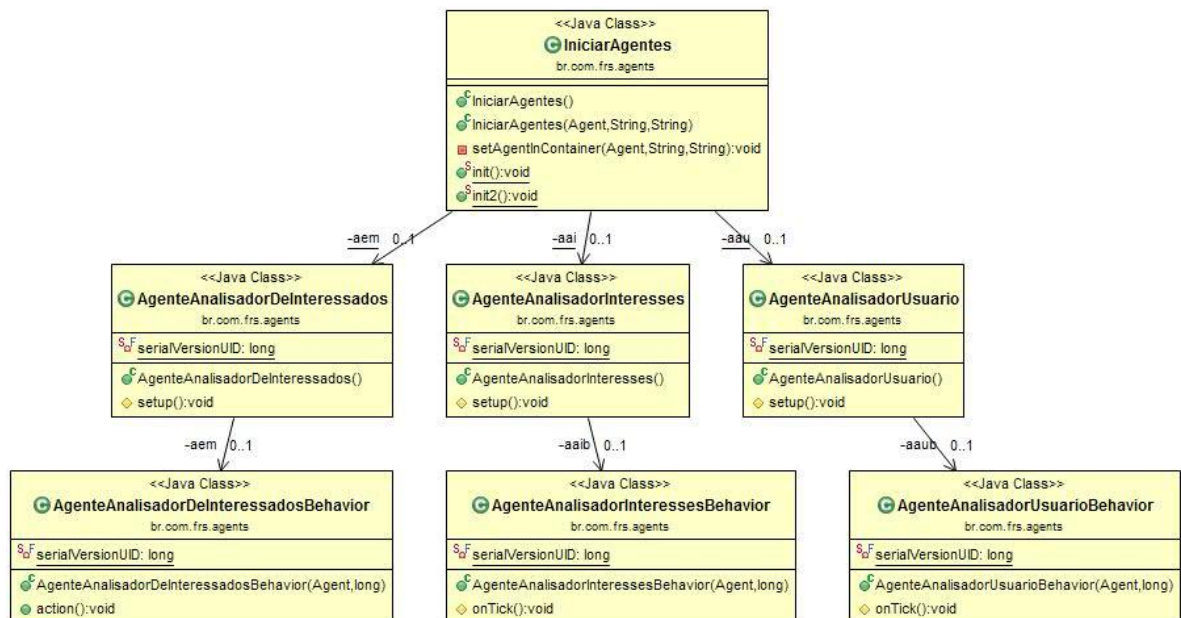 <<Java Class>>
IniciarAgentes
br.com.frs.agents
IniciarAgentes()
IniciarAgentes(Agent,String,String)
setAgentInContainer(Agent,String,String):void
init():void
init2():void
-aem 0..1
-aai 0..1
-aau 0..1
<<Java Class>>
AgenteAnalisadorDeInteressados
br.com.frs.agents
serialVersionUID: long
AgenteAnalisadorDeInteressados()
setup():void
<<Java Class>>
AgenteAnalisadorInteresses
br.com.frs.agents
serialVersionUID: long
AgenteAnalisadorInteresses()
setup():void
<<Java Class>>
AgenteAnalisadorUsuario
br.com.frs.agents
serialVersionUID: long
AgenteAnalisadorUsuario()
setup():void
-aem 0..1
-aaib 0..1
-aaub 0..1
<<Java Class>>
AgenteAnalisadorDeInteressadosBehavior
br.com.frs.agents
serialVersionUID: long
AgenteAnalisadorDeInteressadosBehavior(Agent,long)
action():void
<<Java Class>>
AgenteAnalisadorInteressesBehavior
br.com.frs.agents
serialVersionUID: long
AgenteAnalisadorInteressesBehavior(Agent,long)
onTick():void
<<Java Class>>
AgenteAnalisadorUsuarioBehavior
br.com.frs.agents
serialVersionUID: long
AgenteAnalisadorUsuarioBehavior(Agent,long)
onTick():void